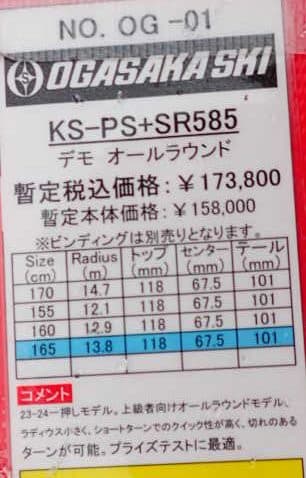 NO. OG -01
OGASAKA SKI
KS-PS+SR585
デモ オールラウンド
暫定税込価格：￥173,800
暫定本体価格：￥158,000
※ビンディングは別売りとなります。
Size (cm) Radius (m) トップ (mm) センター (mm) テール (mm)
170 14.7 118 67.5 101
155 12.1 118 67.5 101
160 12.9 118 67.5 101
165 13.8 118 67.5 101
コメント
23-24一押しモデル。上級者向けオールラウンドモデル、
ラディウス小さく、ショートターンでのクイック性が高く、切れのある
ターンが可能。プライズテストに最適。